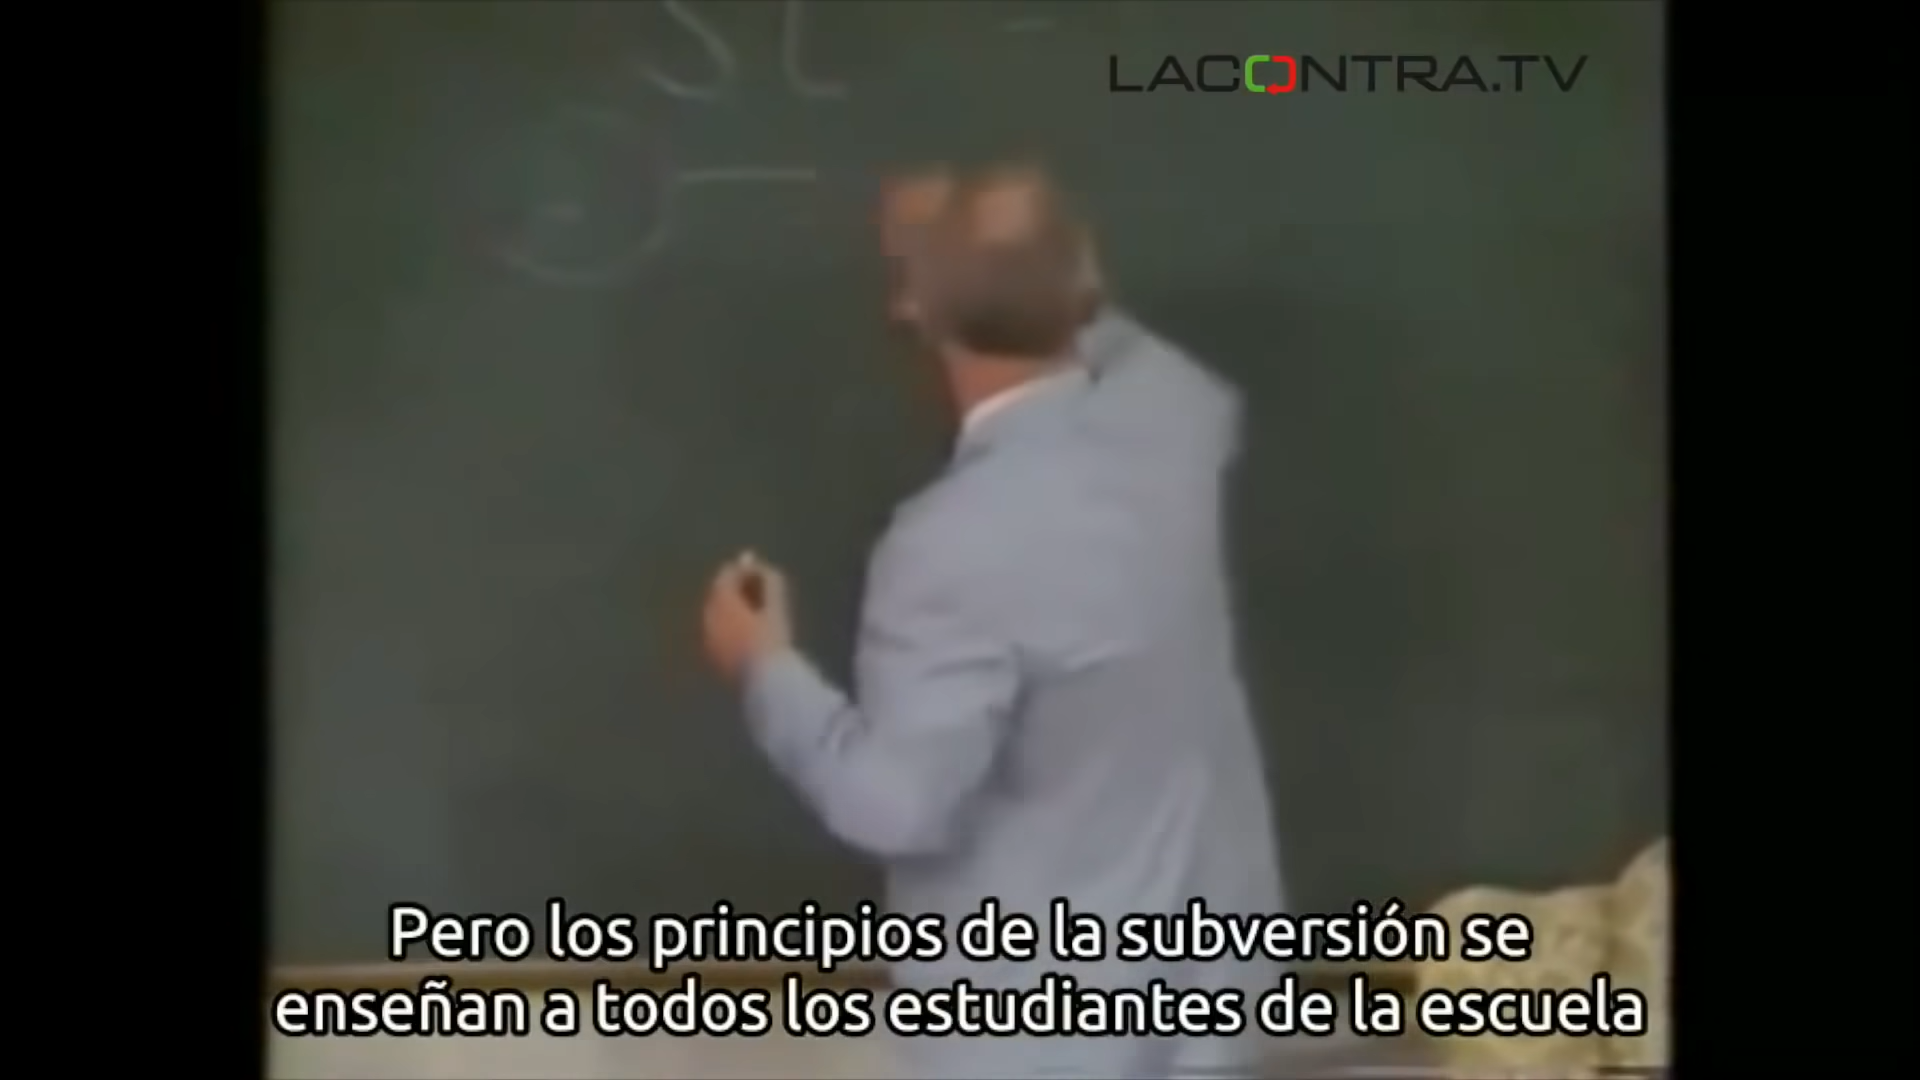 LACONTRA.TV
Pero los principios de la subversión se
enseñan a todos los estudiantes de la escuela